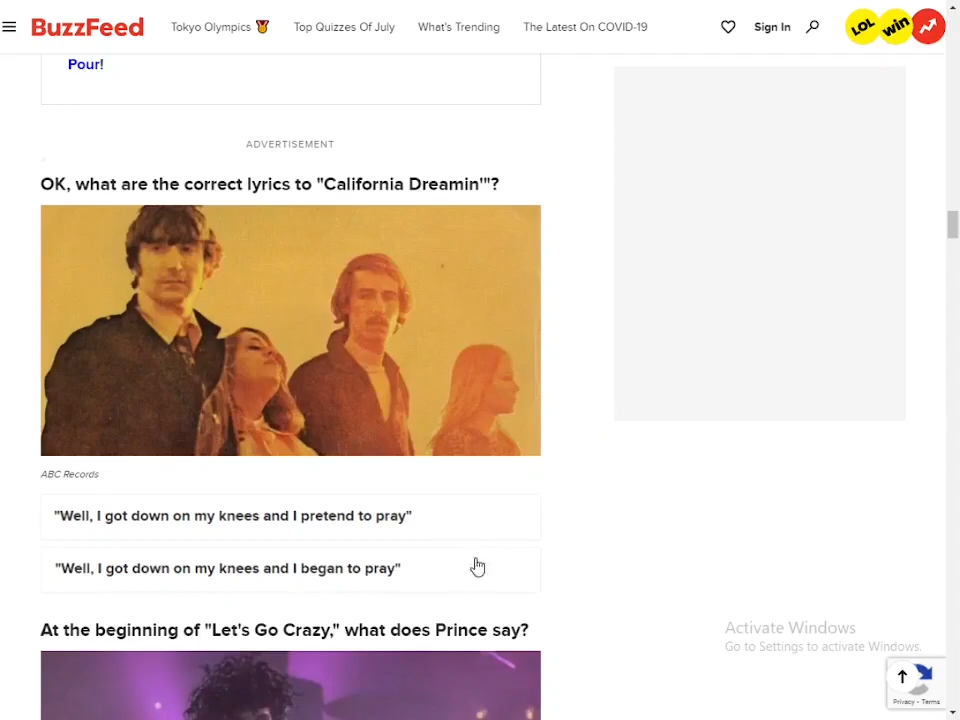 BuzzFeed
Tokyo Olympics
Top Quizzes Of July
What's Trending
The Latest On COVID-19
Sign In
LOL
win
Pour!
ADVERTISEMENT
OK, what are the correct lyrics to "California Dreamin'"?
ABC Records
"Well, I got down on my knees and I pretend to pray"
"Well, I got down on my knees and I began to pray"
At the beginning of "Let's Go Crazy," what does Prince say?
Activate Windows
Go to Settings to activate Windows.
Privacy - Terms